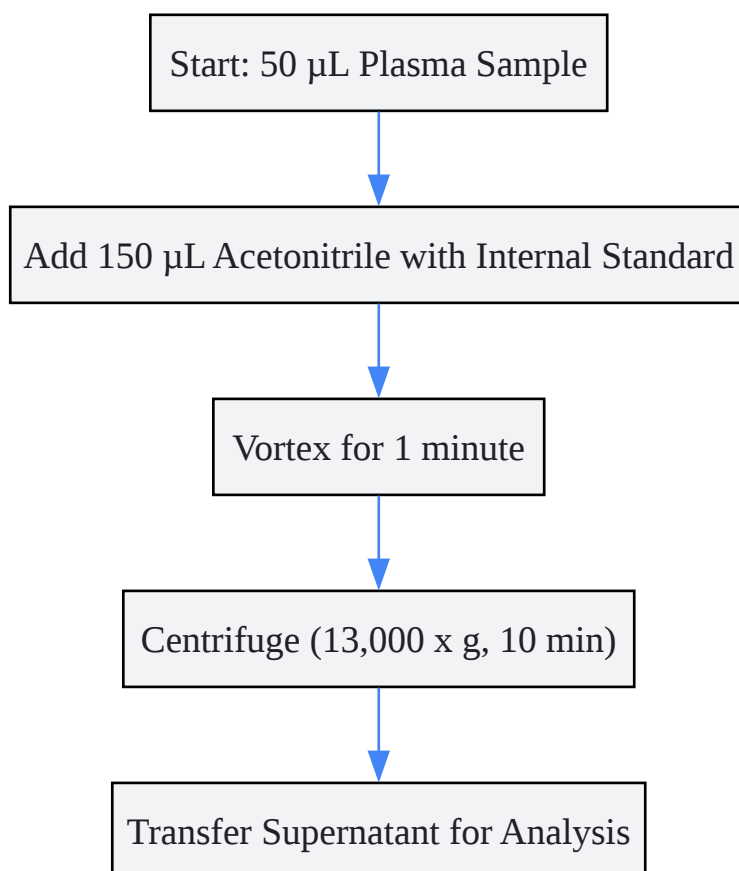 Start: 50 µL Plasma Sample
Add 150 µL Acetonitrile with Internal Standard
Vortex for 1 minute
Centrifuge (13,000 x g, 10 min)
Transfer Supernatant for Analysis